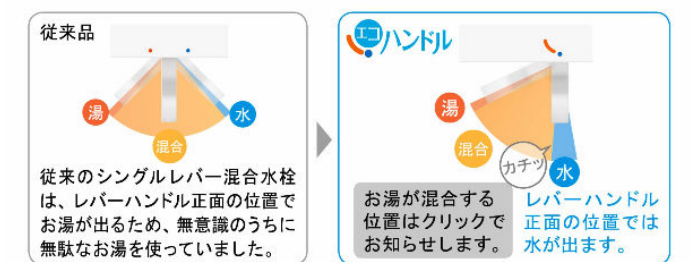 従来品
湯
水
混合
従来のシングルレバー混合水栓
は、レバーハンドル正面の位置で
お湯が出るため、無意識のうちに
無駄なお湯を使っていました。
エコハンドル
湯
混合
カチッ
水
お湯が混合する
位置はクリックで
お知らせします。
レバーハンドル
正面の位置では
水が出ます。